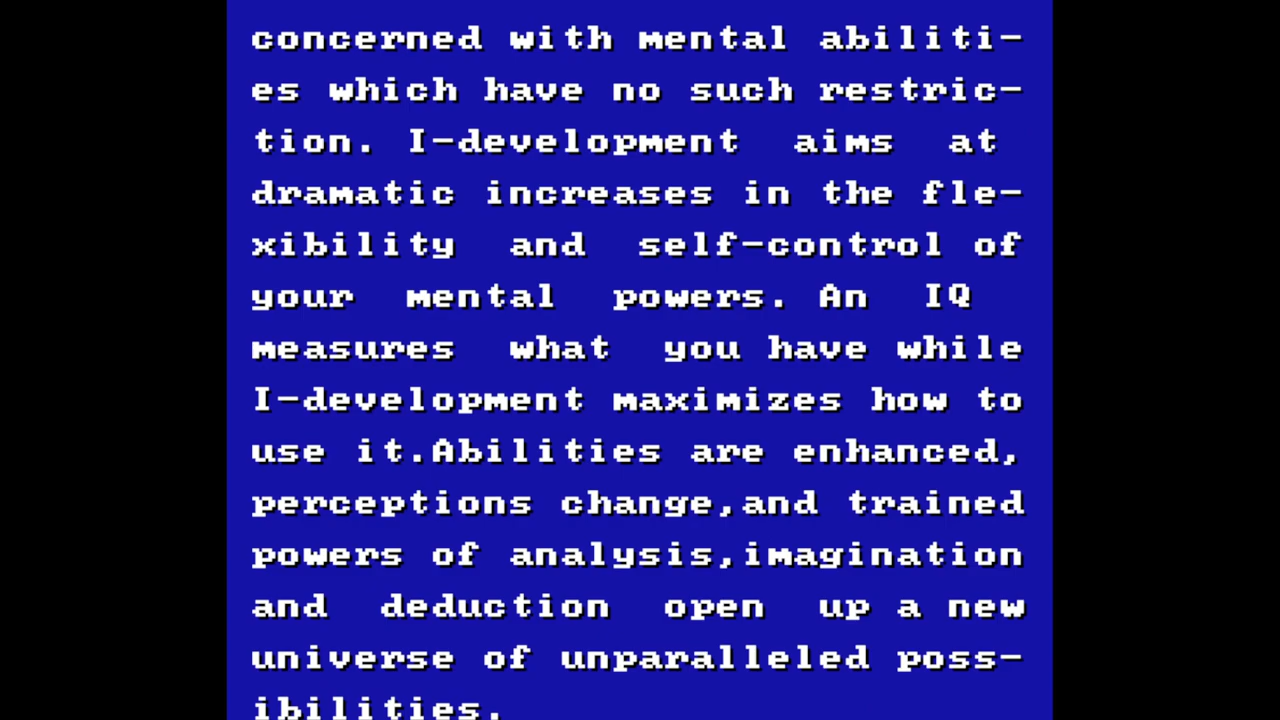 concerned with mental abiliti-
es which have no such restric-
tion. I-development aims at
dramatic increases in the fle-
xibility and self-control of
your mental powers. An IQ
measures what you have while
I-development maximizes how to
use it.Abilities are enhanced,
perceptions change,and trained
powers of analysis,imagination
and deduction open up a new
universe of unparalleled poss-
ibilities.